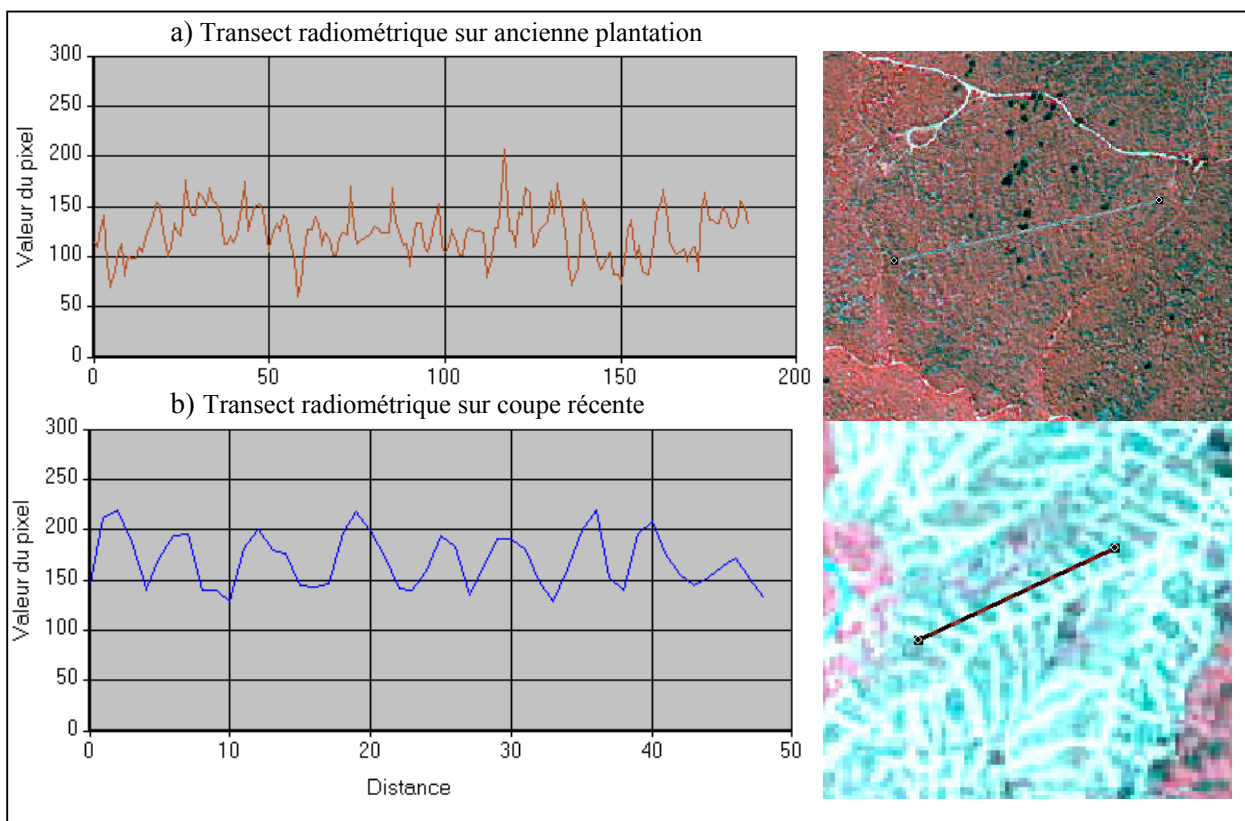 a) Transect radiométrique sur ancienne plantation
300
250
200
150
100
50
0
Valeur du pixel
0 50 100 150 200
b) Transect radiométrique sur coupe récente
300
250
200
150
100
50
0
Valeur du pixel
0 10 20 30 40 50
Distance